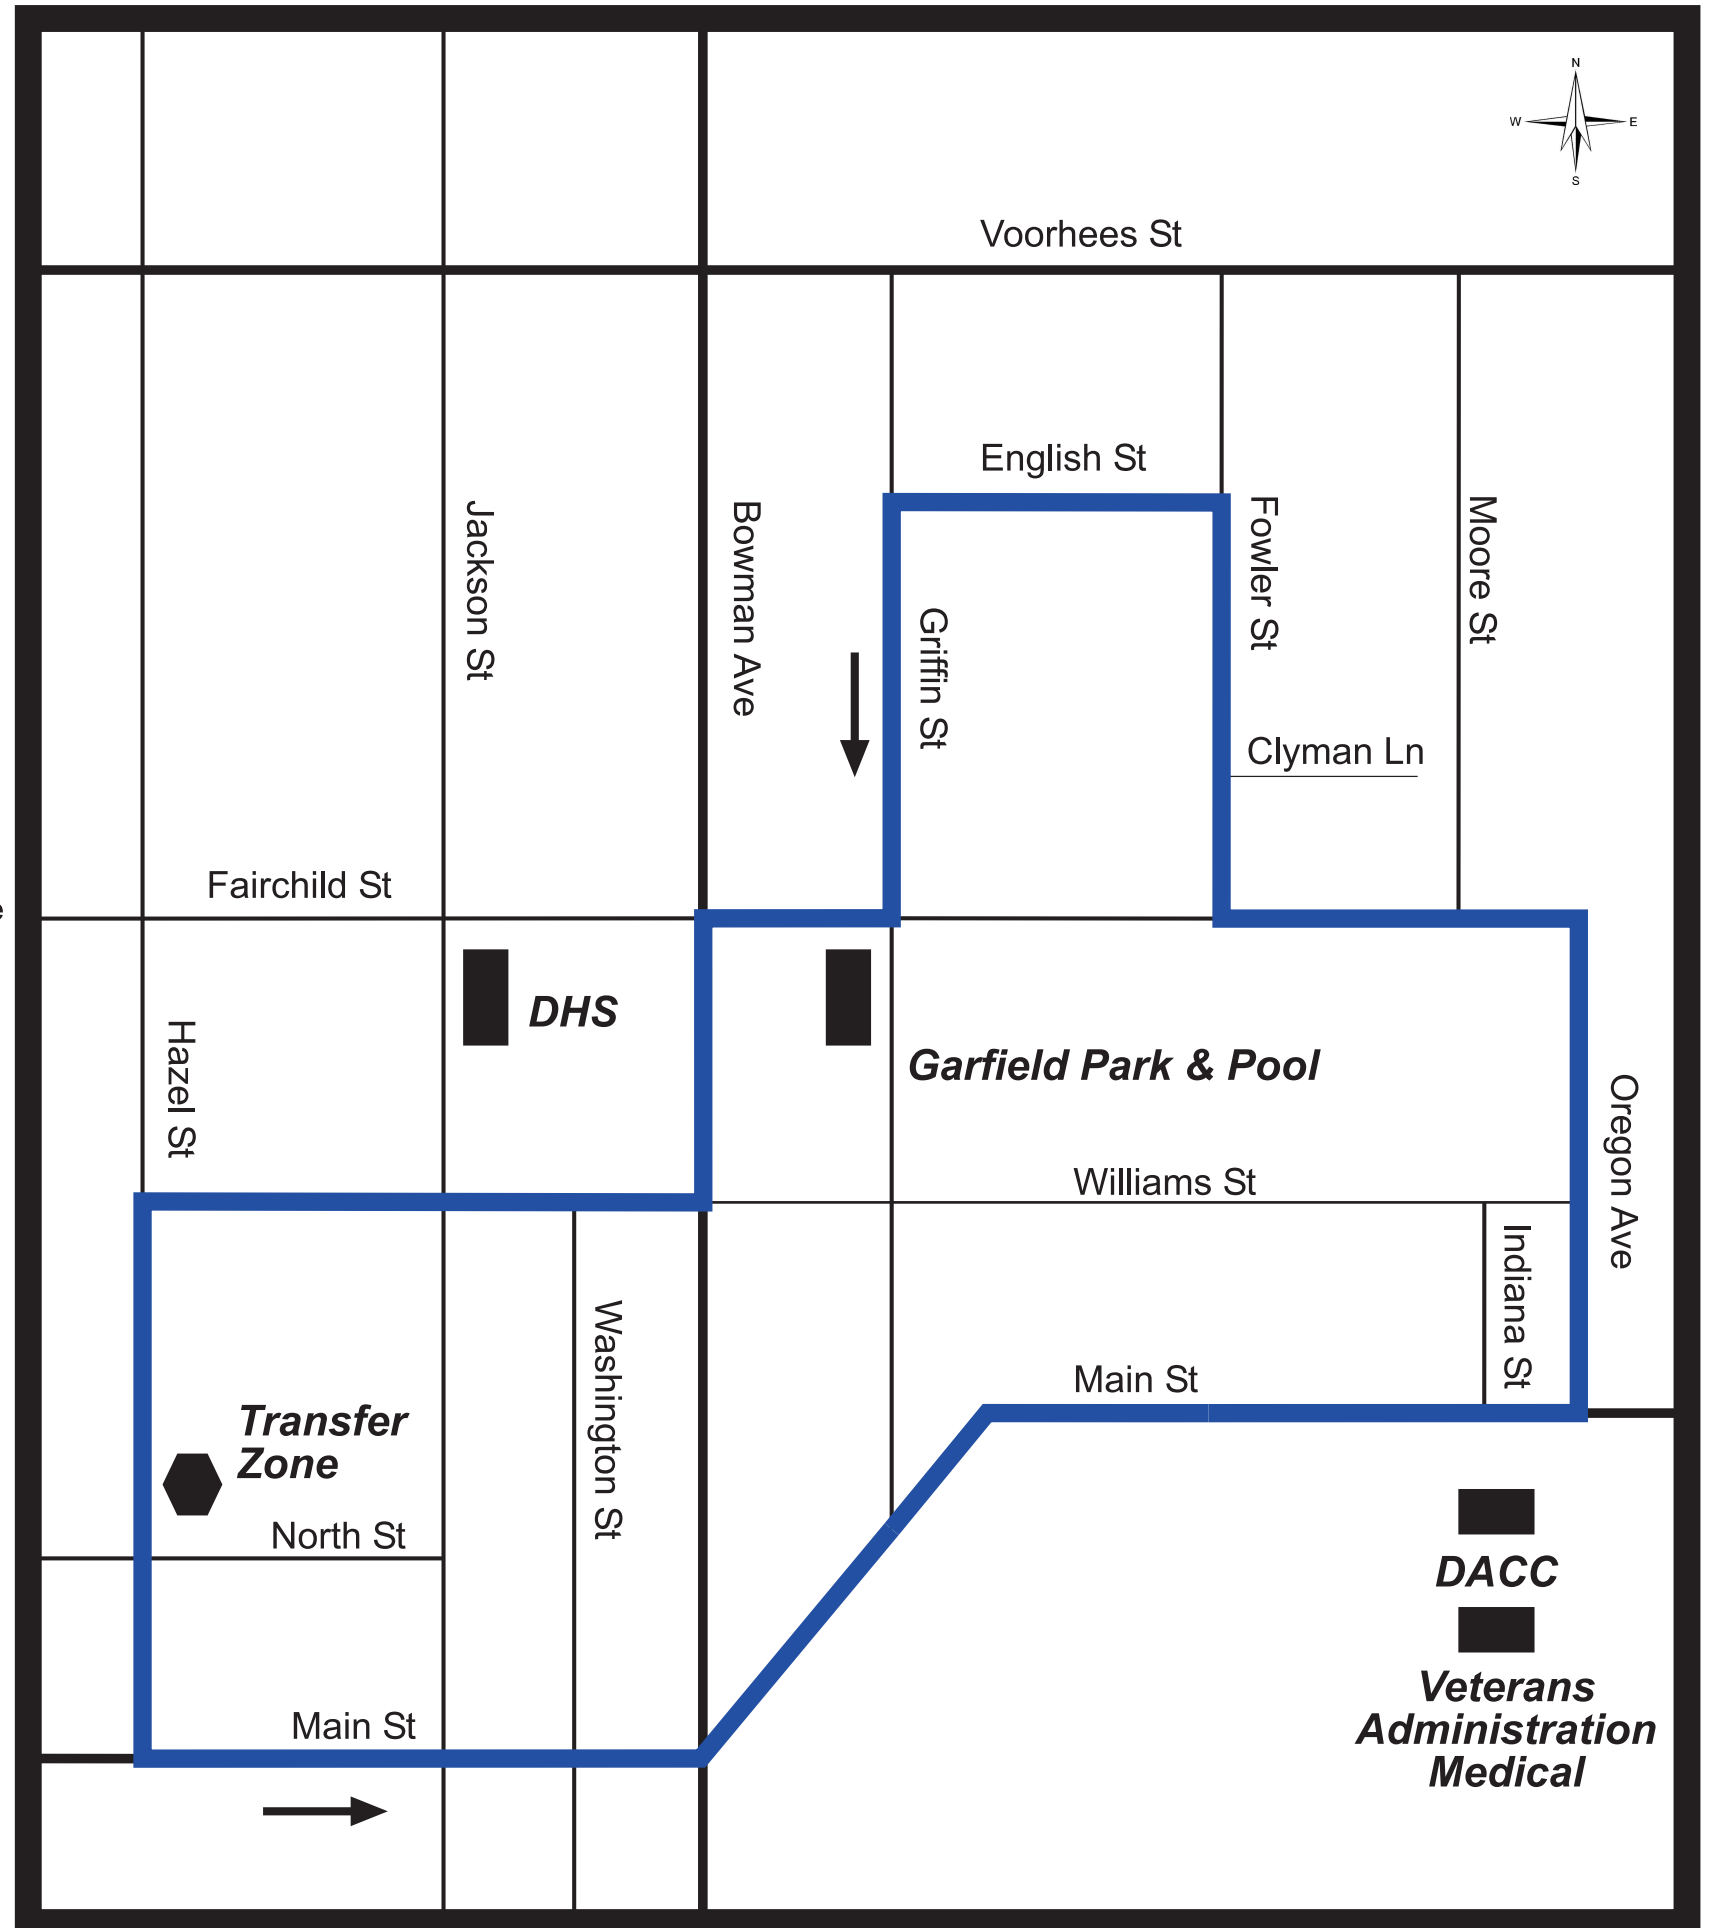 N
W
E
S
Voorhees St
English St
Jackson St
Bowman Ave
Griffin St
Fowler St
Moore St
Clyman Ln
Fairchild St
DHS
Garfield Park & Pool
Hazel St
Oregon Ave
Williams St
Indiana St
Washington St
Main St
Transfer
Zone
North St
DACC
Veterans
Administration
Medical
Main St